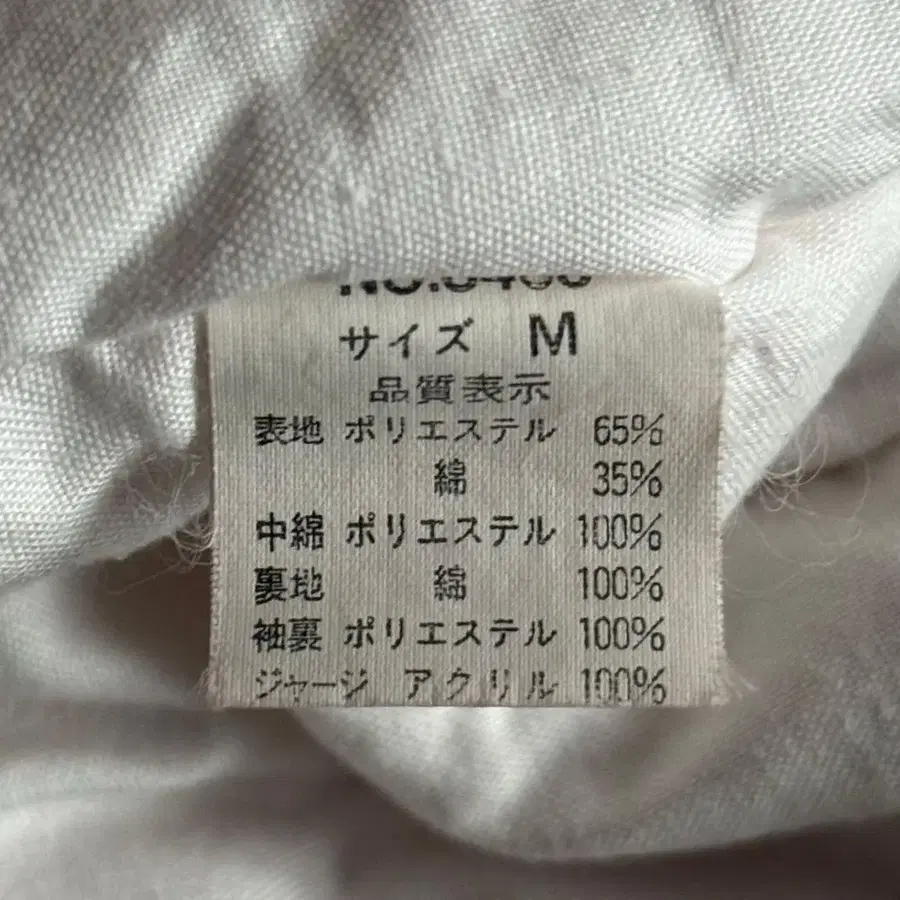 サイズ M
品質表示
表地 ポリエステル 65%
綿 35%
中綿 ポリエステル 100%
裏地 綿 100%
袖裏 ポリエステル 100%
ジャージ アクリル 100%